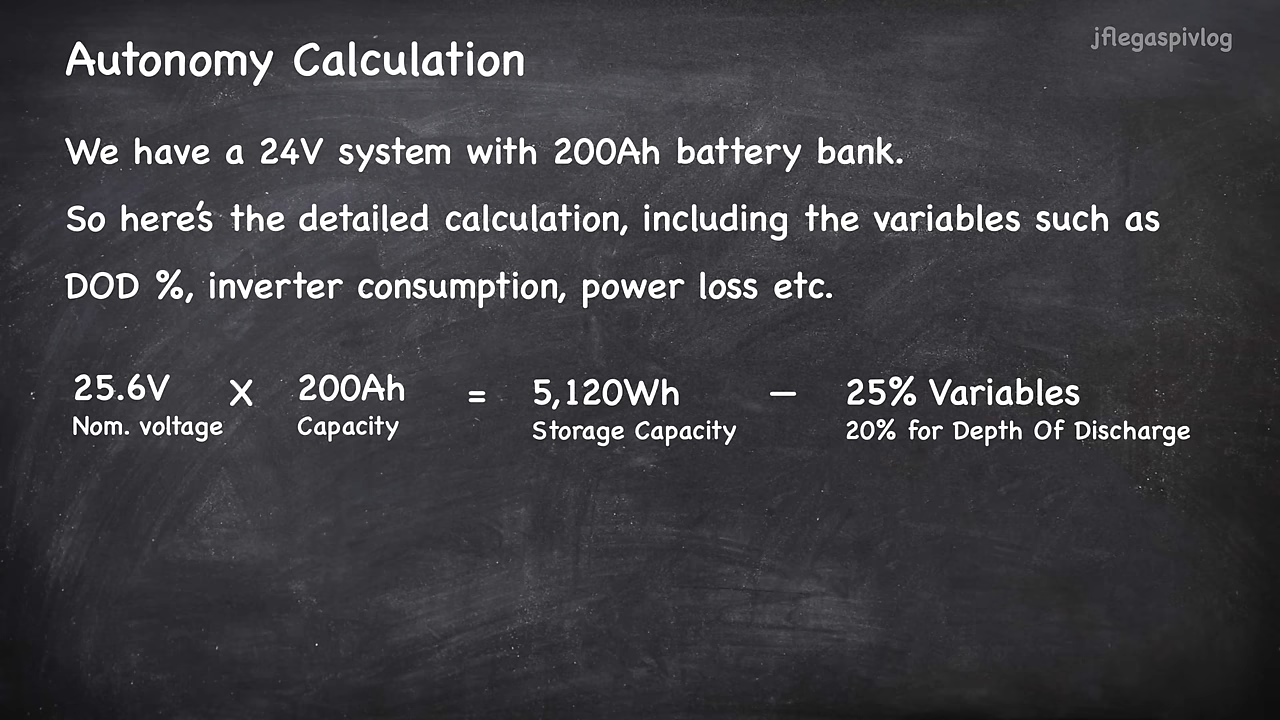 jflegaspivlog
Autonomy Calculation
We have a 24V system with 200Ah battery bank.
So here's the detailed calculation, including the variables such as
DOD %, inverter consumption, power loss etc.
25.6V X 200Ah = 5,120Wh – 25% Variables
Nom. voltage Capacity Storage Capacity 20% for Depth Of Discharge